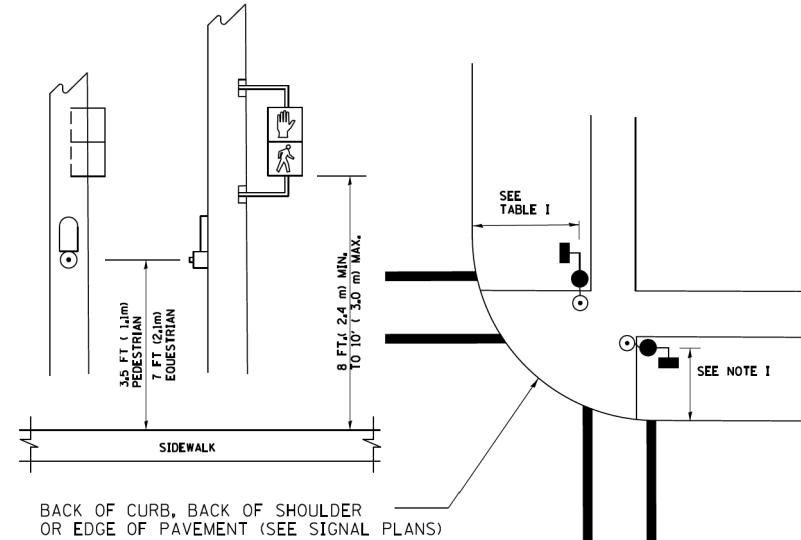 3.5 FT ( 1.1m)
PEDESTRIAN
7 FT (2.1m)
EQUESTRIAN
8 FT.( 2.4 m) MIN.
TO 10' ( 3.0 m) MAX.
SEE
TABLE I
SEE NOTE I
SIDEWALK
BACK OF CURB, BACK OF SHOULDER
OR EDGE OF PAVEMENT (SEE SIGNAL PLANS)